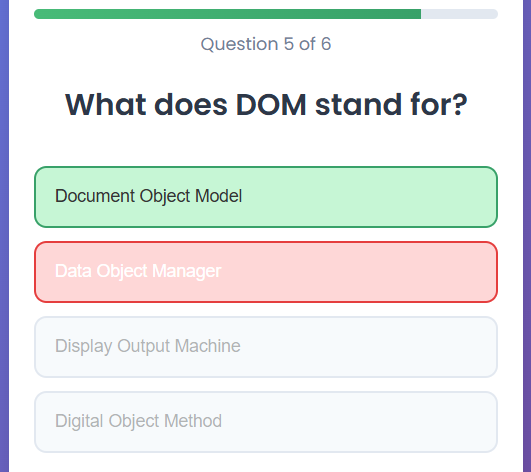 Question 5 of 6
What does DOM stand for?
Document Object Model
Data Object Manager
Display Output Machine
Digital Object Method